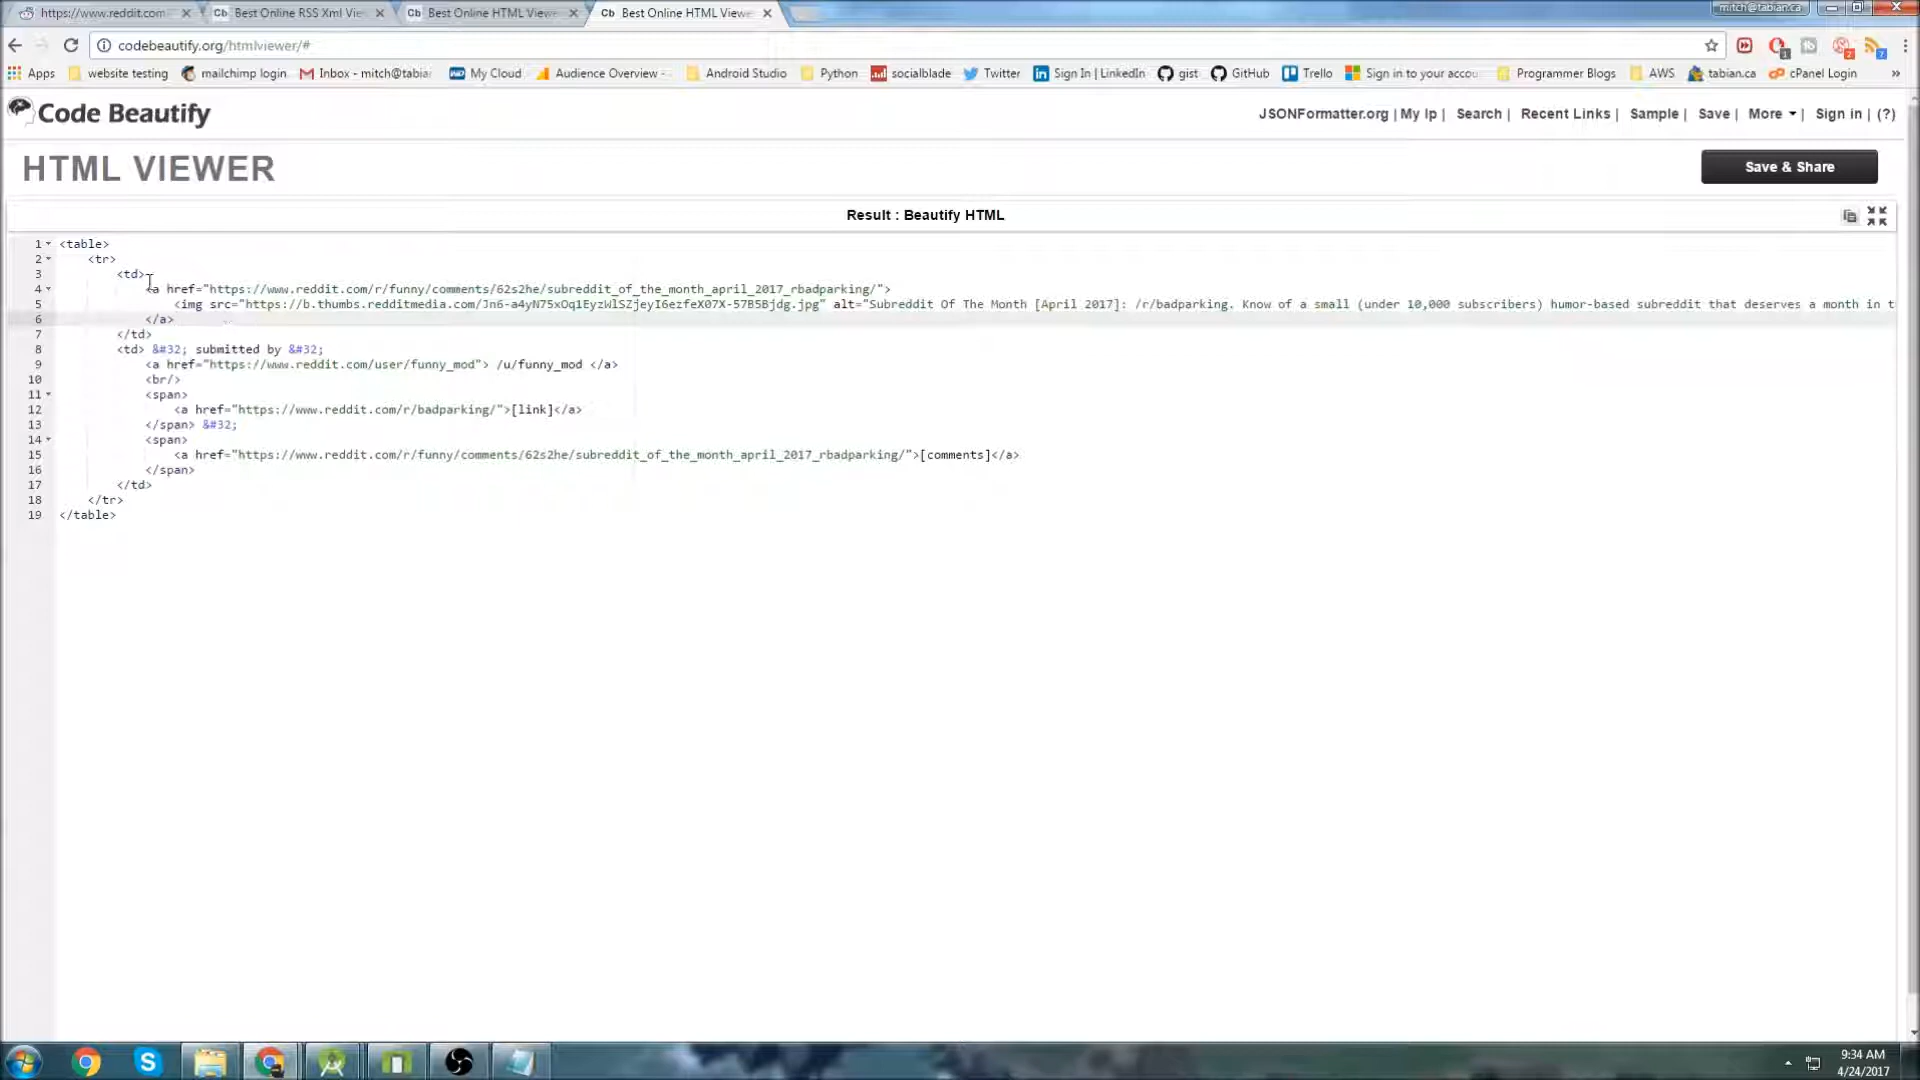 https://www.reddit.com
Cb Best Online RSS Xml Vie
Cb Best Online HTML Viewe
Cb Best Online HTML Viewe
mitch@tabian.ca
codebeautify.org/htmlviewer/#
Apps
website testing
mailchimp login
Inbox - mitch@tabia
My Cloud
Audience Overview -
Android Studio
Python
socialblade
Twitter
Sign In | LinkedIn
gist
GitHub
Trello
Sign in to your accou
Programmer Blogs
AWS
tabian.ca
cPanel Login
»
Code Beautify
JSONFormatter.org | My Ip | Search | Recent Links | Sample | Save | More | Sign in | (?)
HTML VIEWER
Save & Share
Result : Beautify HTML
1 <table>
2 <tr>
3 <td>
4 <a href="https://www.reddit.com/r/funny/comments/62s2he/subreddit_of_the_month_april_2017_rbadparking/">
5 <img src="https://b.thumbs.redditmedia.com/Jn6-a4yN75xOq1EyzWlSZjeyI6ezfeX07X-57B5Bjdg.jpg" alt="Subreddit Of The Month [April 2017]: /r/badparking. Know of a small (under 10,000 subscribers) humor-based subreddit that deserves a month in t
6 </a>
7 </td>
8 <td> &#32; submitted by &#32;
9 <a href="https://www.reddit.com/user/funny_mod"> /u/funny_mod </a>
10 <br/>
11 <span>
12 <a href="https://www.reddit.com/r/badparking/">[link]</a>
13 </span> &#32;
14 <span>
15 <a href="https://www.reddit.com/r/funny/comments/62s2he/subreddit_of_the_month_april_2017_rbadparking/">[comments]</a>
16 </span>
17 </td>
18 </tr>
19 </table>
9:34 AM
4/24/2017